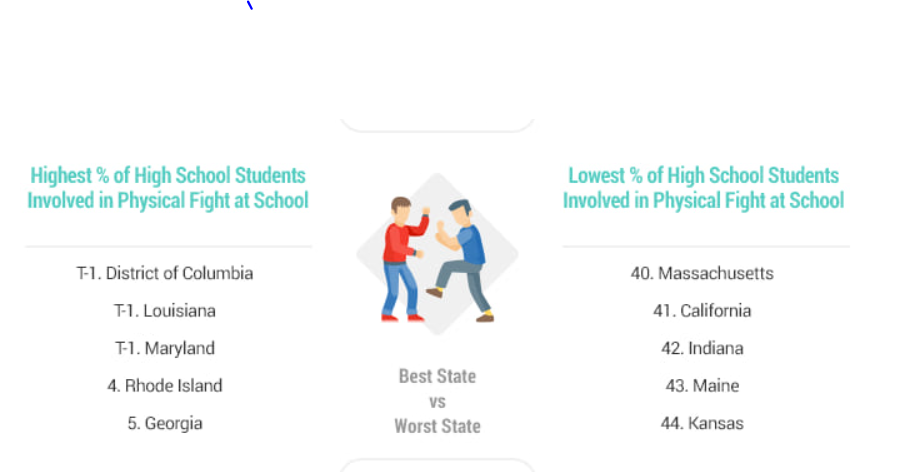 Highest % of High School Students
Involved in Physical Fight at School
T-1. District of Columbia
T-1. Louisiana
T-1. Maryland
4. Rhode Island
5. Georgia
Best State
vs
Worst State
Lowest % of High School Students
Involved in Physical Fight at School
40. Massachusetts
41. California
42. Indiana
43. Maine
44. Kansas